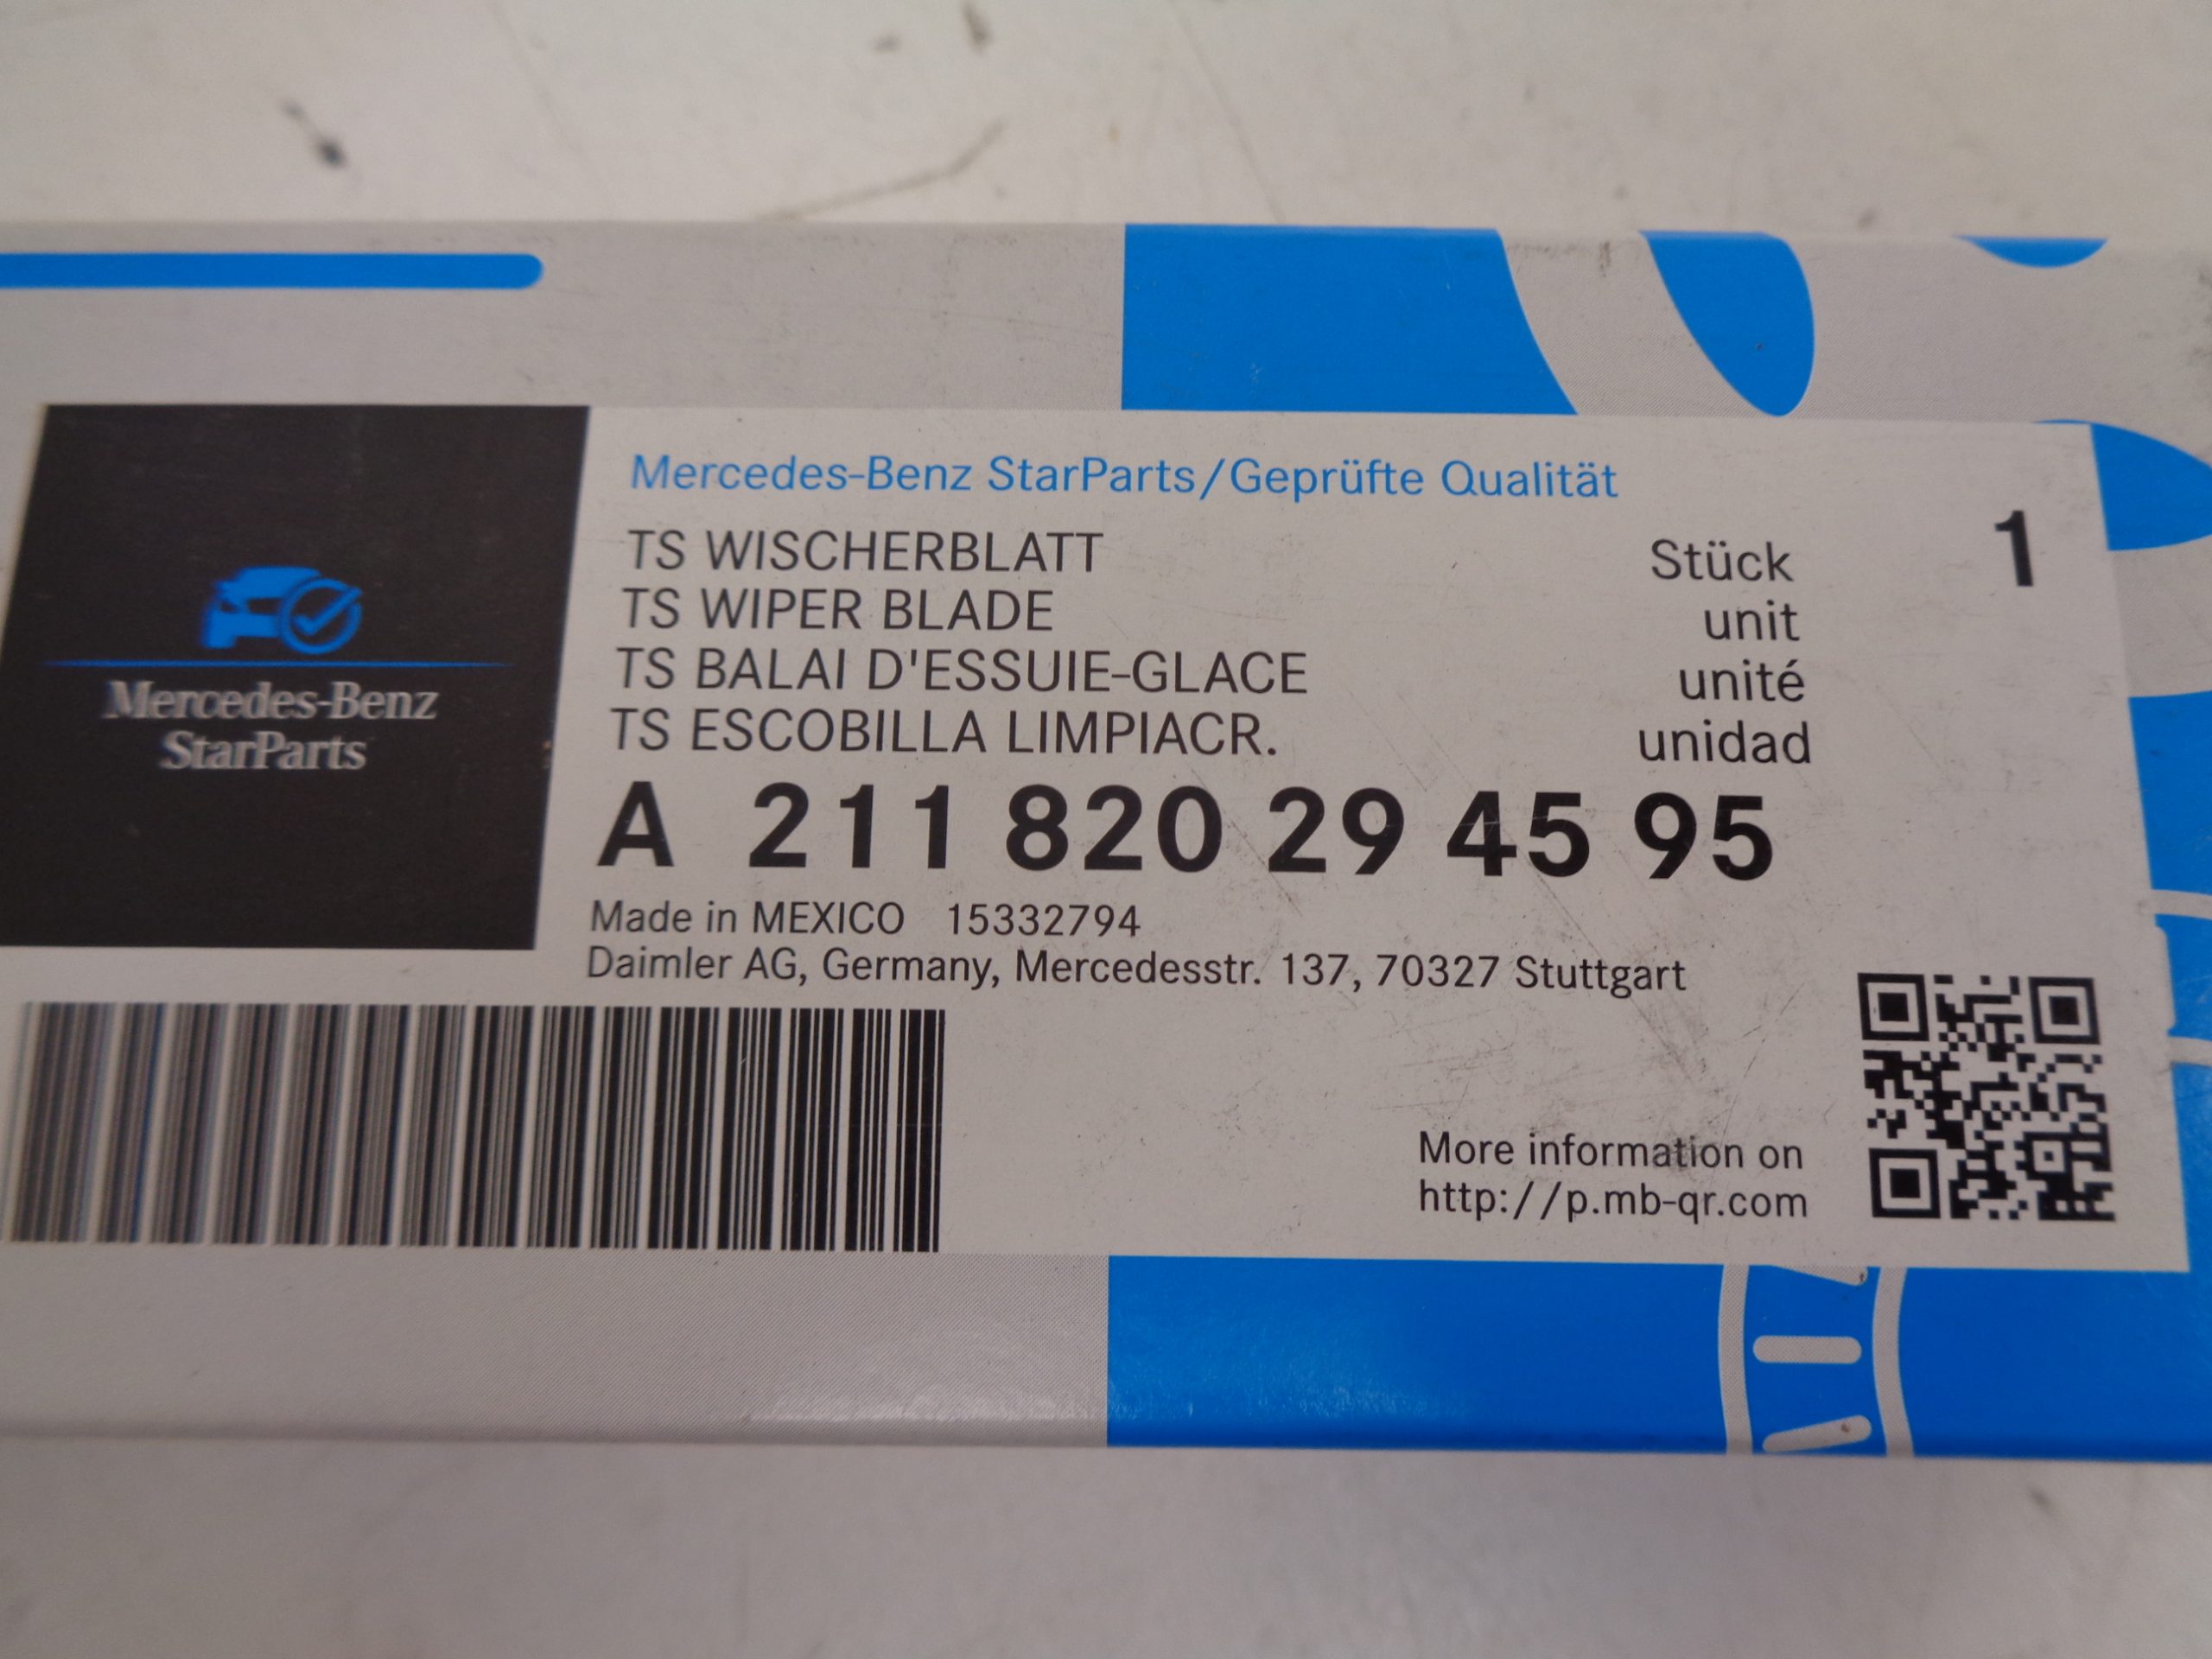 Mercedes-Benz StarParts/Geprüfte Qualität
TS WISCHERBLATT Stück 1
TS WIPER BLADE unit
TS BALAI D'ESSUIE-GLACE unité
TS ESCOBILLA LIMPIACR. unidad
A 211 820 29 45 95
Made in MEXICO 15332794
Daimler AG, Germany, Mercedesstr. 137, 70327 Stuttgart
Mercedes-Benz
StarParts
More information on
http://p.mb-qr.com